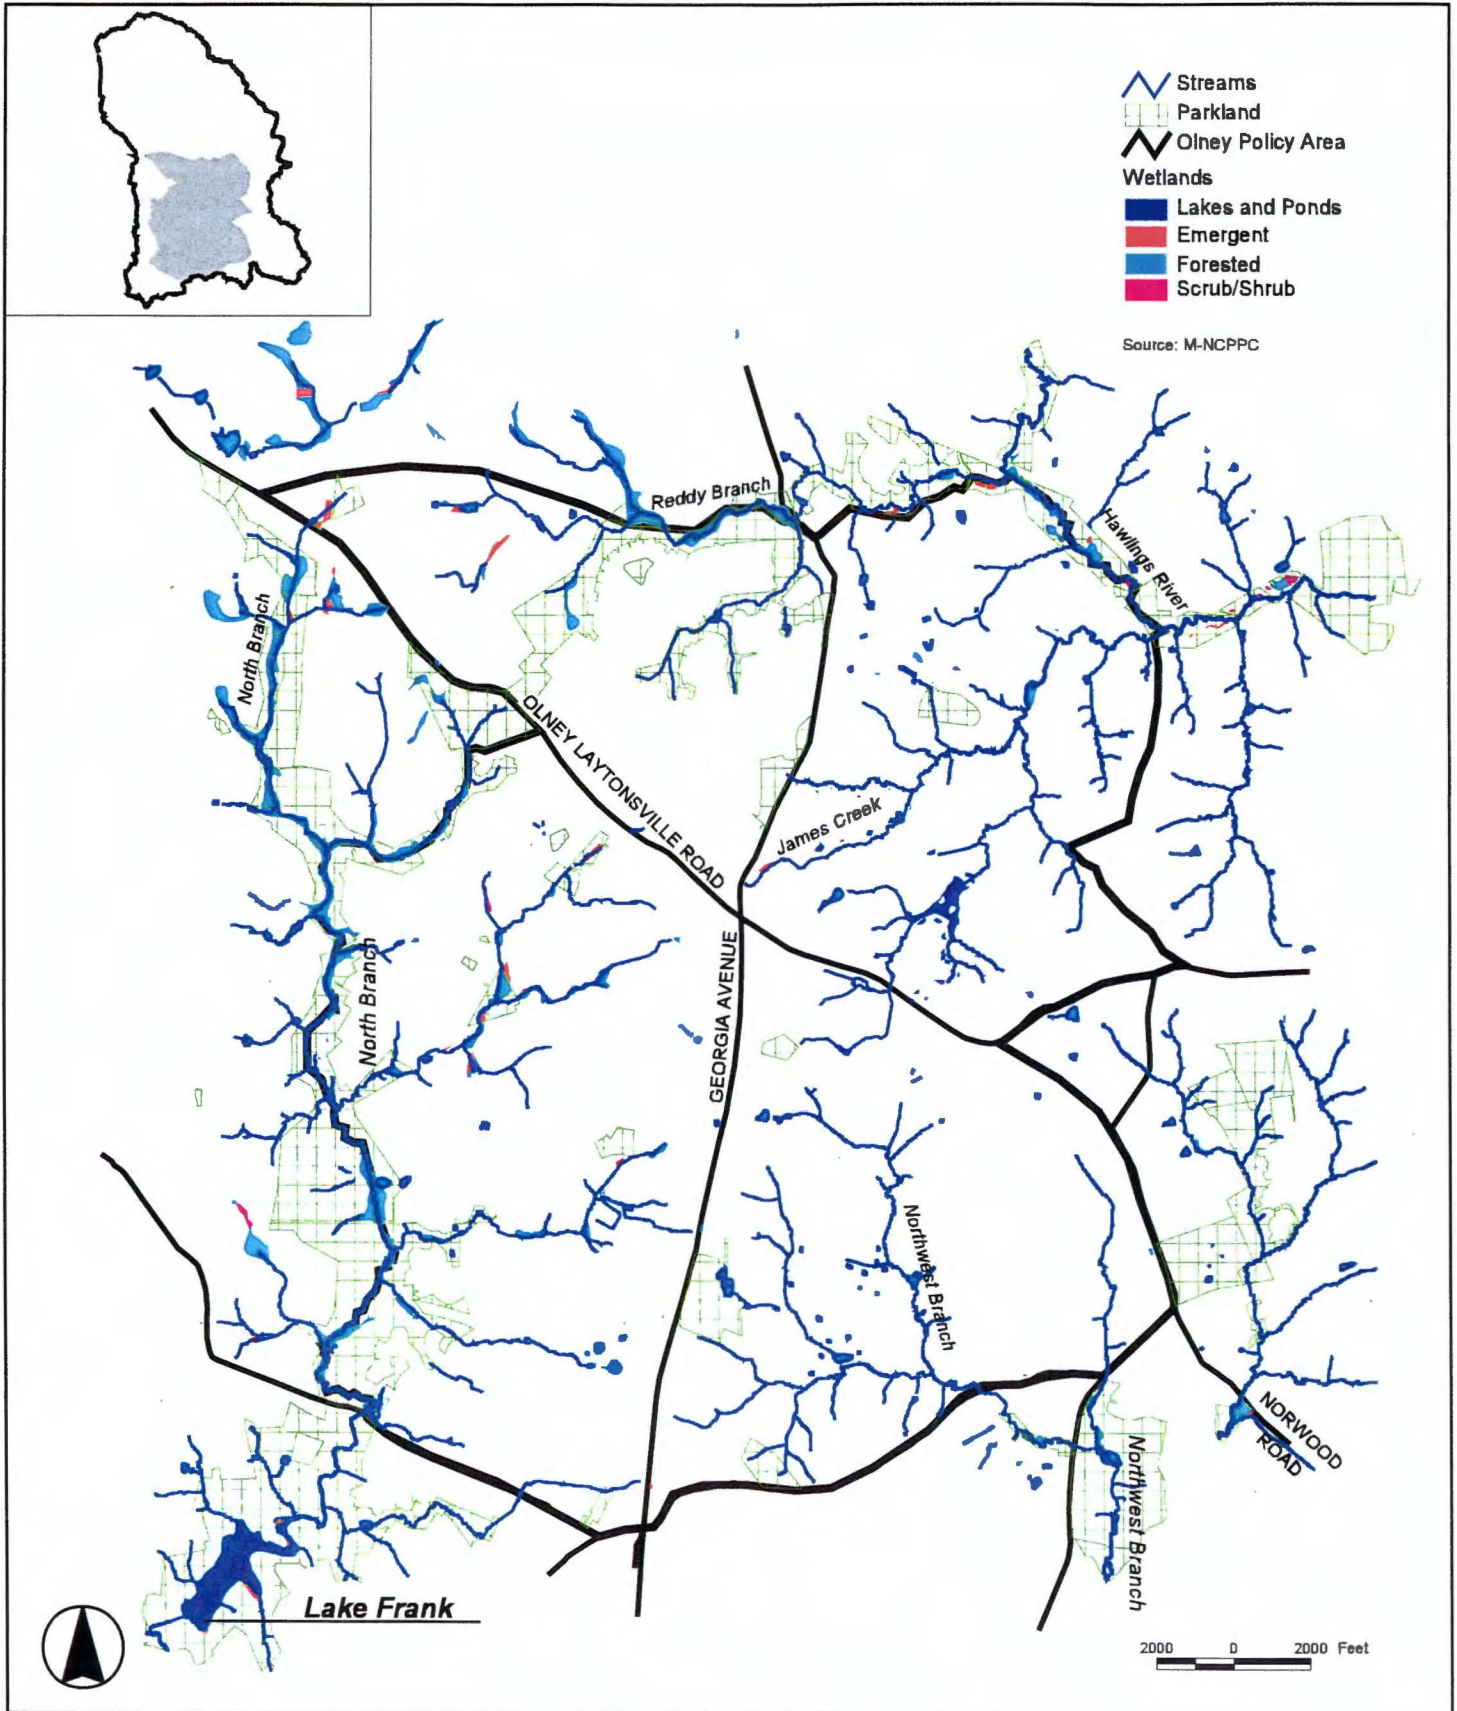 Streams
Parkland
Olney Policy Area
Wetlands
Lakes and Ponds
Emergent
Forested
Scrub/Shrub
Source: M-NCPPC
Reddy Branch
Hawlings River
North Branch
OLNEY LAYTONSVILLE ROAD
James Creek
GEORGIA AVENUE
North Branch
Northwest Branch
NORWOOD
ROAD
Northwest Branch
Lake Frank
2000 0 2000 Feet